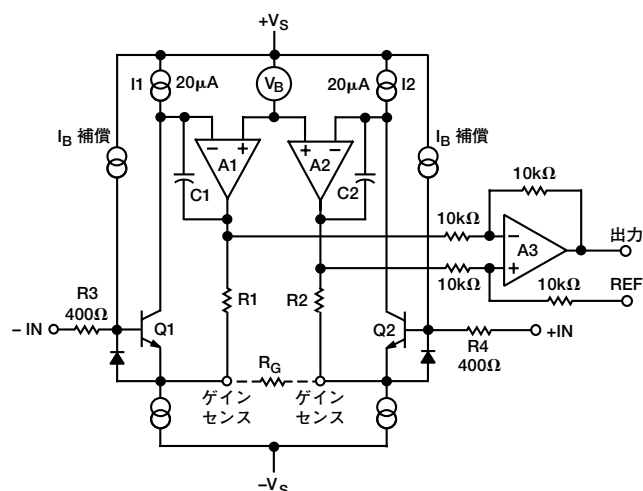 +VS
I1
20μA
VB
20μA
I2
IB 補償
IB 補償
A1
A2
C1
C2
10kΩ
10kΩ
A3
出力
10kΩ
10kΩ
REF
R3
400Ω
R1
R2
– IN
Q1
Q2
+IN
R4
400Ω
RG
ゲイン
センス
ゲイン
センス
–VS